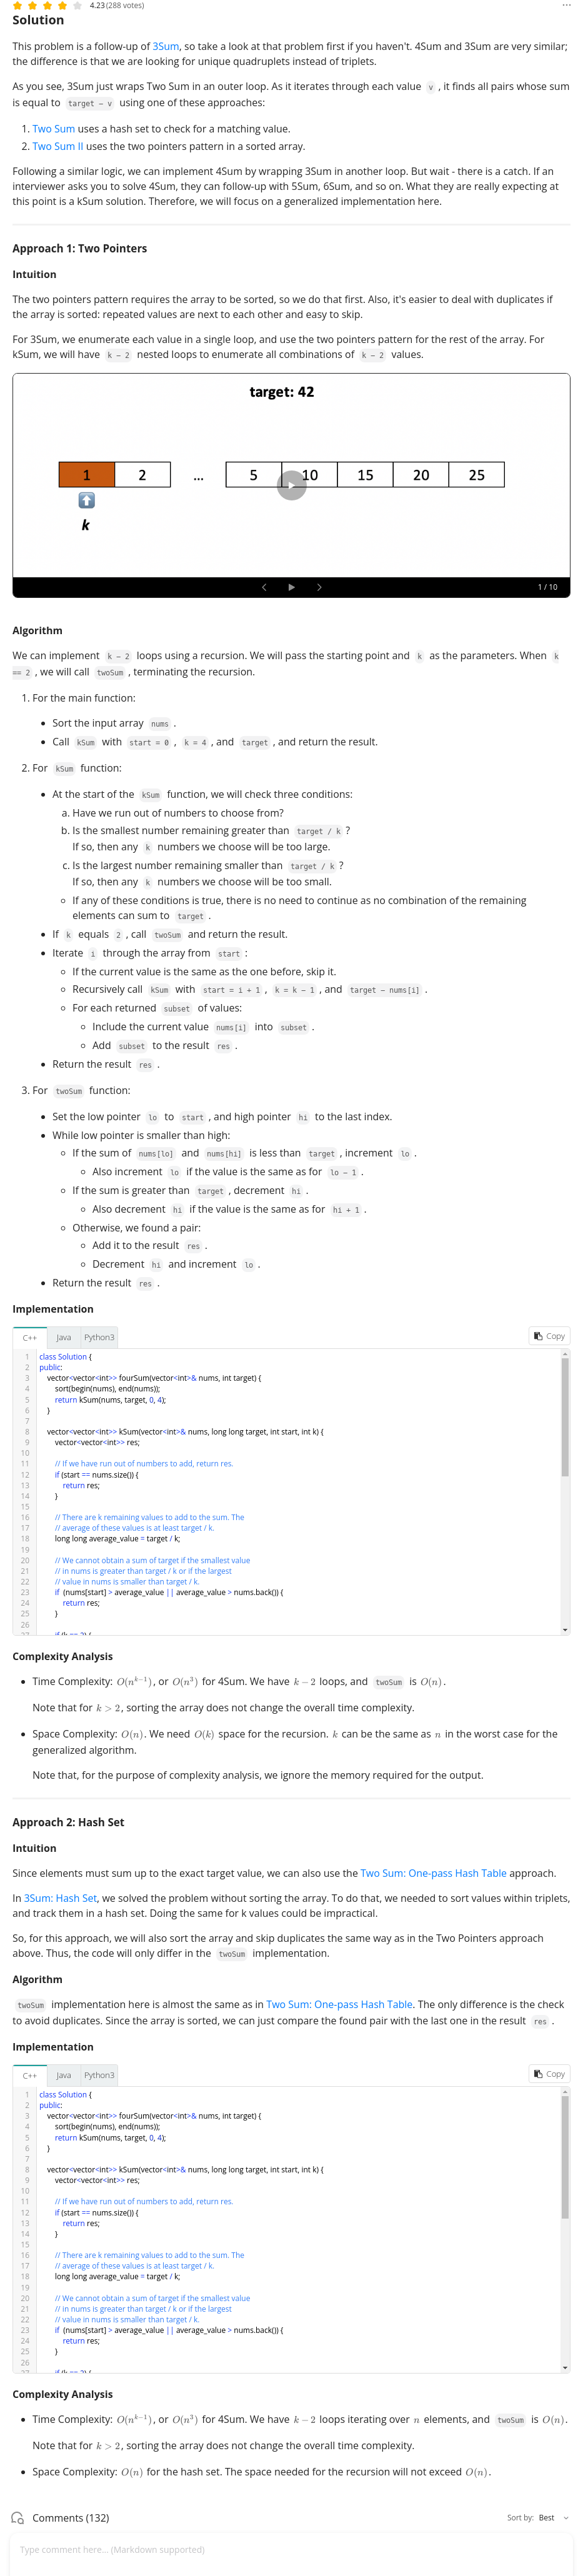 4.23 (288 votes)
Solution
This problem is a follow-up of 3Sum, so take a look at that problem first if you haven't. 4Sum and 3Sum are very similar;
the difference is that we are looking for unique quadruplets instead of triplets.
As you see, 3Sum just wraps Two Sum in an outer loop. As it iterates through each value v , it finds all pairs whose sum
is equal to target - v using one of these approaches:
1. Two Sum uses a hash set to check for a matching value.
2. Two Sum II uses the two pointers pattern in a sorted array.
Following a similar logic, we can implement 4Sum by wrapping 3Sum in another loop. But wait - there is a catch. If an
interviewer asks you to solve 4Sum, they can follow-up with 5Sum, 6Sum, and so on. What they are really expecting at
this point is a kSum solution. Therefore, we will focus on a generalized implementation here.
Approach 1: Two Pointers
Intuition
The two pointers pattern requires the array to be sorted, so we do that first. Also, it's easier to deal with duplicates if
the array is sorted: repeated values are next to each other and easy to skip.
For 3Sum, we enumerate each value in a single loop, and use the two pointers pattern for the rest of the array. For
kSum, we will have k - 2 nested loops to enumerate all combinations of k - 2 values.
target: 42
1 2 ... 5 10 15 20 25
k
1 / 10
Algorithm
We can implement k - 2 loops using a recursion. We will pass the starting point and k as the parameters. When k
== 2 , we will call twoSum , terminating the recursion.
1. For the main function:
• Sort the input array nums .
• Call kSum with start = 0 , k = 4 , and target , and return the result.
2. For kSum function:
• At the start of the kSum function, we will check three conditions:
a. Have we run out of numbers to choose from?
b. Is the smallest number remaining greater than target / k ?
If so, then any k numbers we choose will be too large.
c. Is the largest number remaining smaller than target / k ?
If so, then any k numbers we choose will be too small.
◦ If any of these conditions is true, there is no need to continue as no combination of the remaining
elements can sum to target .
• If k equals 2 , call twoSum and return the result.
• Iterate i through the array from start :
◦ If the current value is the same as the one before, skip it.
◦ Recursively call kSum with start = i + 1 , k = k - 1 , and target - nums[i] .
◦ For each returned subset of values:
◦ Include the current value nums[i] into subset .
◦ Add subset to the result res .
• Return the result res .
3. For twoSum function:
• Set the low pointer lo to start , and high pointer hi to the last index.
• While low pointer is smaller than high:
◦ If the sum of nums[lo] and nums[hi] is less than target , increment lo .
◦ Also increment lo if the value is the same as for lo - 1 .
◦ If the sum is greater than target , decrement hi .
◦ Also decrement hi if the value is the same as for hi + 1 .
◦ Otherwise, we found a pair:
◦ Add it to the result res .
◦ Decrement hi and increment lo .
• Return the result res .
Implementation
C++ Java Python3 Copy
1 class Solution {
2 public:
3 vector<vector<int>> fourSum(vector<int>& nums, int target) {
4 sort(begin(nums), end(nums));
5 return kSum(nums, target, 0, 4);
6 }
7
8 vector<vector<int>> kSum(vector<int>& nums, long long target, int start, int k) {
9 vector<vector<int>> res;
10
11 // If we have run out of numbers to add, return res.
12 if (start == nums.size()) {
13 return res;
14 }
15
16 // There are k remaining values to add to the sum. The
17 // average of these values is at least target / k.
18 long long average_value = target / k;
19
20 // We cannot obtain a sum of target if the smallest value
21 // in nums is greater than target / k or if the largest
22 // value in nums is smaller than target / k.
23 if (nums[start] > average_value || average_value > nums.back()) {
24 return res;
25 }
26
27 if (k == 2) {
Complexity Analysis
• Time Complexity: O(n^{k−1}), or O(n^3) for 4Sum. We have k − 2 loops, and twoSum is O(n).
Note that for k > 2, sorting the array does not change the overall time complexity.
• Space Complexity: O(n). We need O(k) space for the recursion. k can be the same as n in the worst case for the
generalized algorithm.
Note that, for the purpose of complexity analysis, we ignore the memory required for the output.
Approach 2: Hash Set
Intuition
Since elements must sum up to the exact target value, we can also use the Two Sum: One-pass Hash Table approach.
In 3Sum: Hash Set, we solved the problem without sorting the array. To do that, we needed to sort values within triplets,
and track them in a hash set. Doing the same for k values could be impractical.
So, for this approach, we will also sort the array and skip duplicates the same way as in the Two Pointers approach
above. Thus, the code will only differ in the twoSum implementation.
Algorithm
twoSum implementation here is almost the same as in Two Sum: One-pass Hash Table. The only difference is the check
to avoid duplicates. Since the array is sorted, we can just compare the found pair with the last one in the result res .
Implementation
C++ Java Python3 Copy
1 class Solution {
2 public:
3 vector<vector<int>> fourSum(vector<int>& nums, int target) {
4 sort(begin(nums), end(nums));
5 return kSum(nums, target, 0, 4);
6 }
7
8 vector<vector<int>> kSum(vector<int>& nums, long long target, int start, int k) {
9 vector<vector<int>> res;
10
11 // If we have run out of numbers to add, return res.
12 if (start == nums.size()) {
13 return res;
14 }
15
16 // There are k remaining values to add to the sum. The
17 // average of these values is at least target / k.
18 long long average_value = target / k;
19
20 // We cannot obtain a sum of target if the smallest value
21 // in nums is greater than target / k or if the largest
22 // value in nums is smaller than target / k.
23 if (nums[start] > average_value || average_value > nums.back()) {
24 return res;
25 }
26
27 if (k == 2) {
Complexity Analysis
• Time Complexity: O(n^{k−1}), or O(n^3) for 4Sum. We have k − 2 loops iterating over n elements, and twoSum is O(n).
Note that for k > 2, sorting the array does not change the overall time complexity.
• Space Complexity: O(n) for the hash set. The space needed for the recursion will not exceed O(n).
Comments (132) Sort by: Best
Type comment here... (Markdown supported)